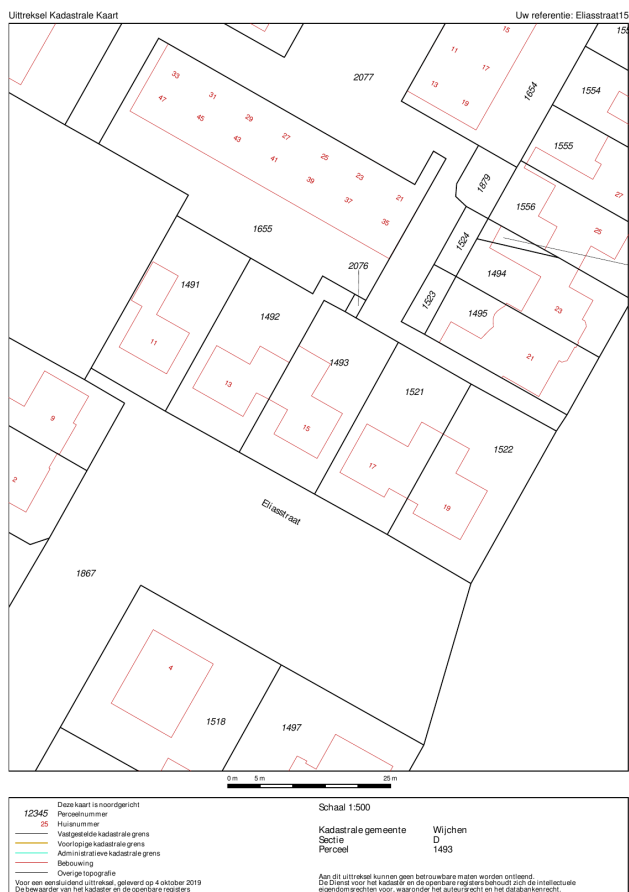 Uittreksel Kadastrale Kaart
Uw referentie: Eliasstraat15
15
11
17
13
19
2077
1654
1554
1555
27
33
31
47
45
29
43
27
41
25
39
23
37
21
35
1879
1556
25
1655
1524
2076
1494
23
1523
1495
21
1491
1492
11
13
1493
15
1521
17
1522
19
9
2
Eliasstraat
1867
4
1518
1497
0 m 5 m 25 m
Deze kaart is noordgericht
12345 Perceelnummer
25 Huisnummer
Vastgestelde kadastrale grens
Voorlopige kadastrale grens
Administratieve kadastrale grens
Bebouwing
Overige topografie
Voor een eensluidend uittreksel, geleverd op 4 oktober 2019
De bewaarder van het kadaster en de openbare registers
Schaal 1:500
Kadastrale gemeente Wijchen
Sectie D
Perceel 1493
Aan dit uittreksel kunnen geen betrouwbare maten worden ontleend.
De Dienst voor het kadaster en de openbare registers behoudt zich de intellectuele
eigendomsrechten voor, waaronder het auteursrecht en het databankenrecht.